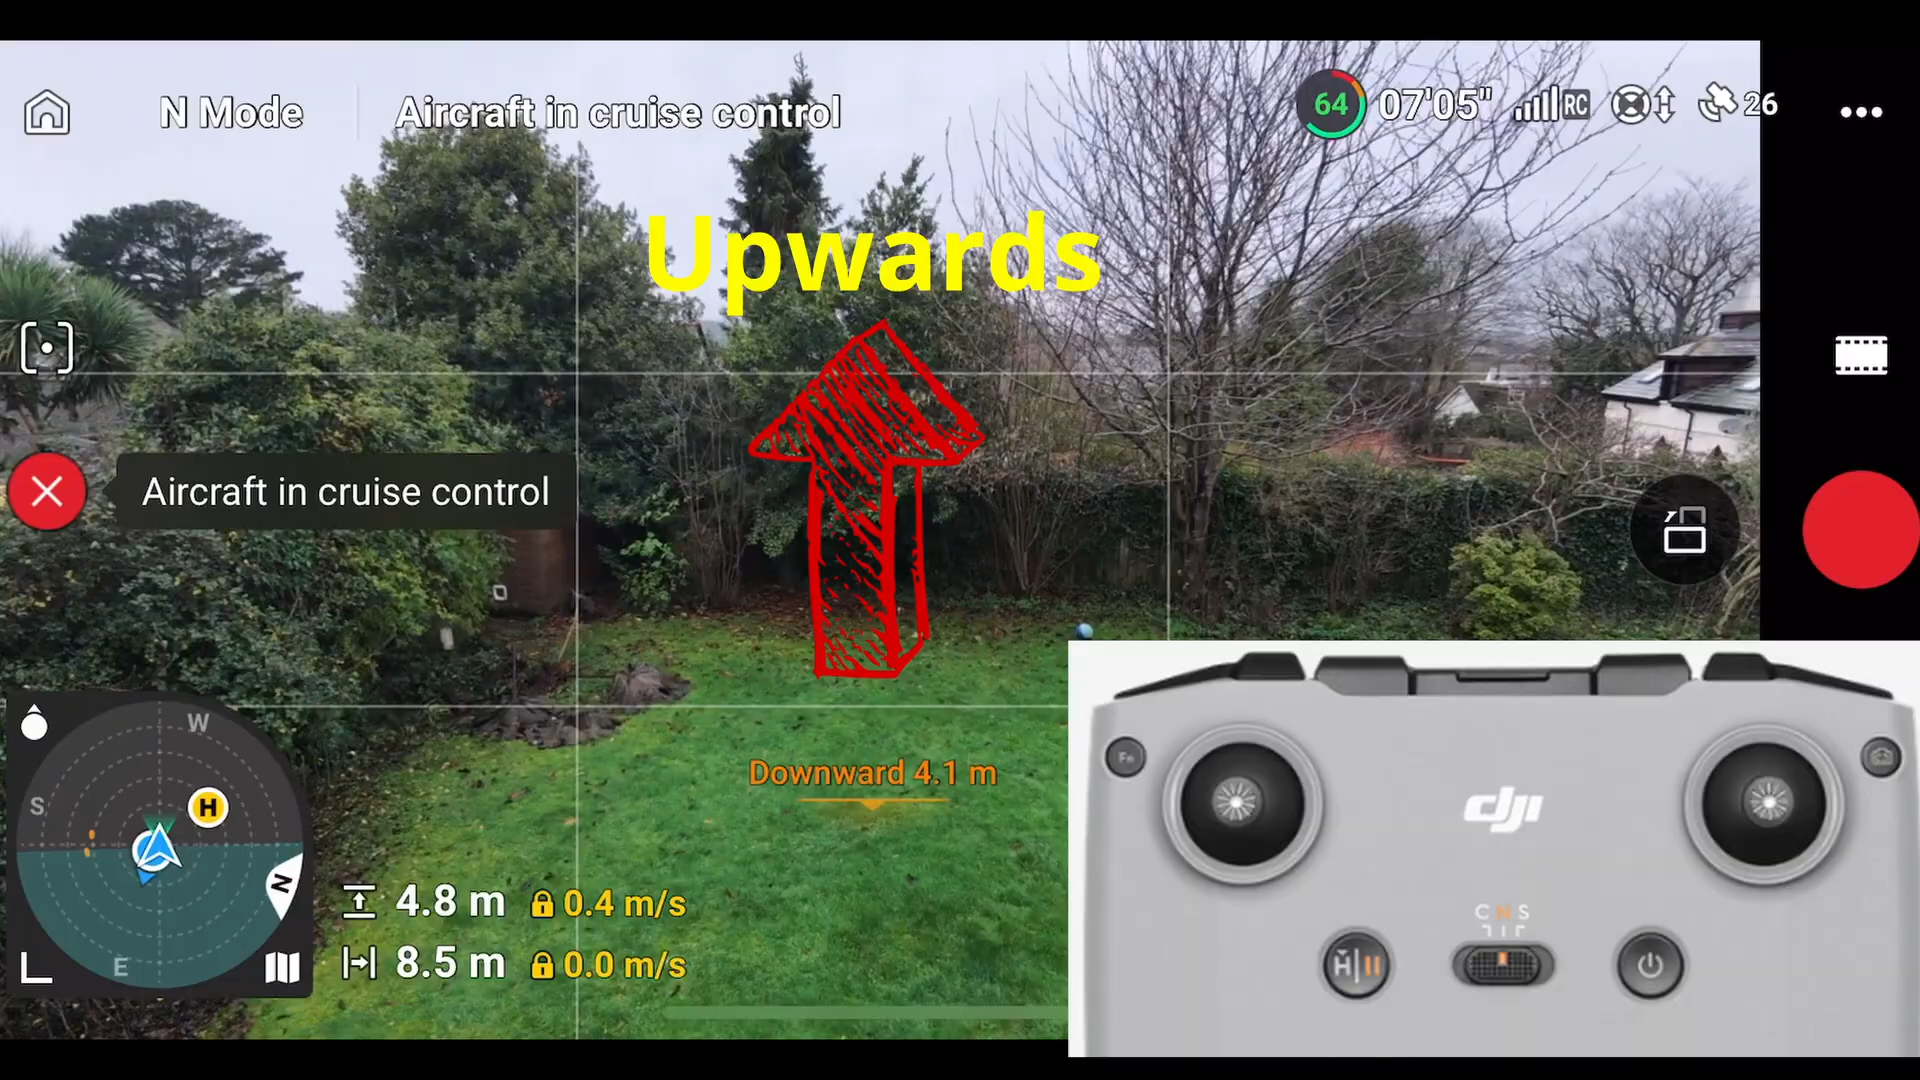 N Mode
Aircraft in cruise control
64
07'05"
RC
26
Upwards
Aircraft in cruise control
Downward 4.1 m
W
S
H
N
E
4.8 m
0.4 m/s
8.5 m
0.0 m/s
Fn
dji
C N S
H